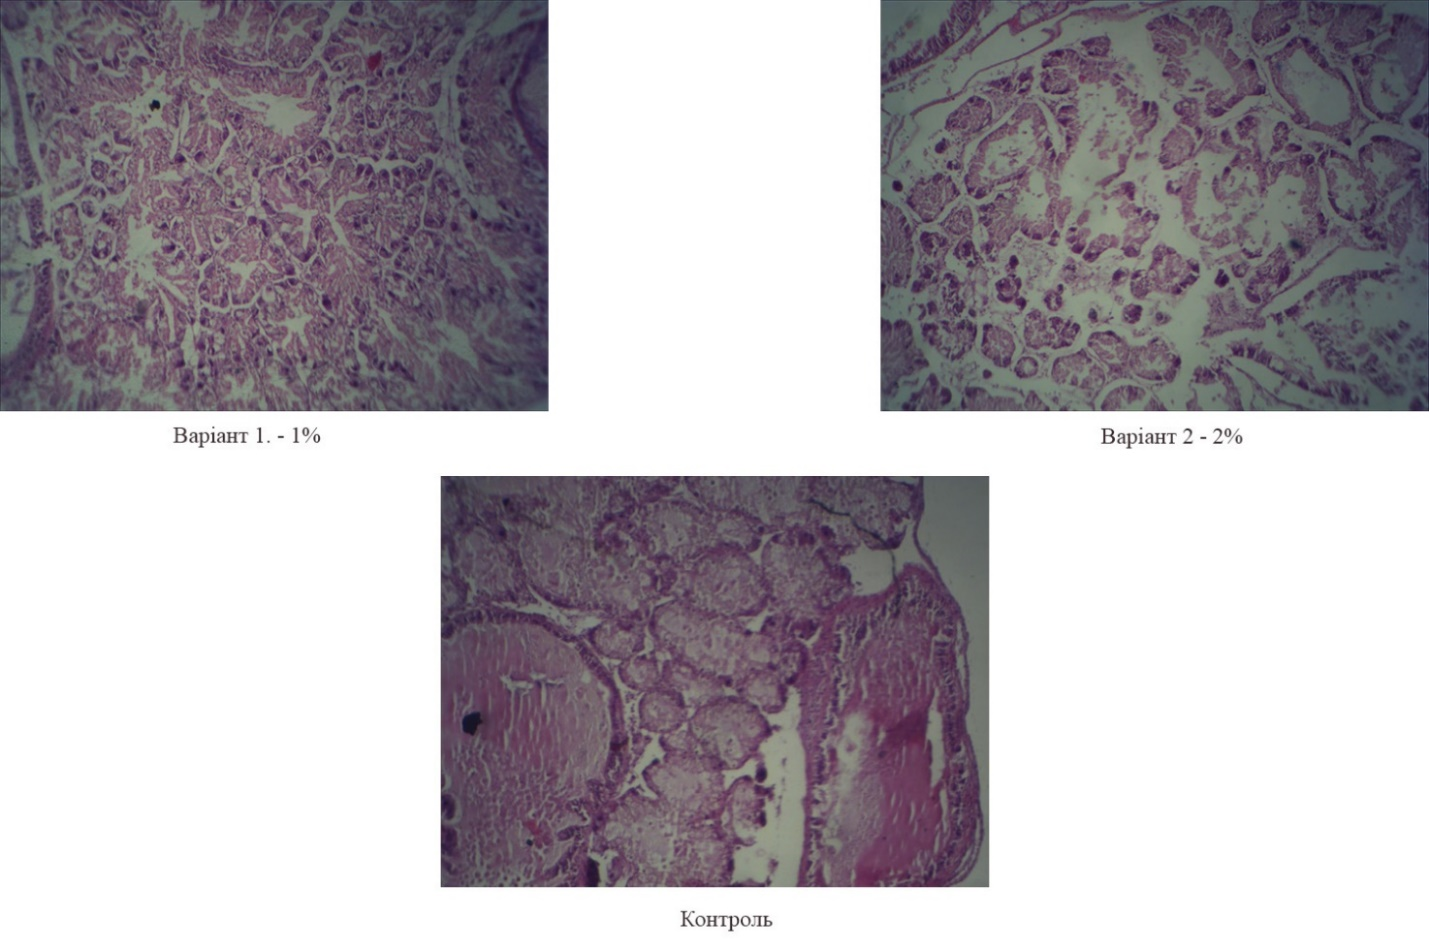 Варіант 1. - 1%
Варіант 2 - 2%
Контроль